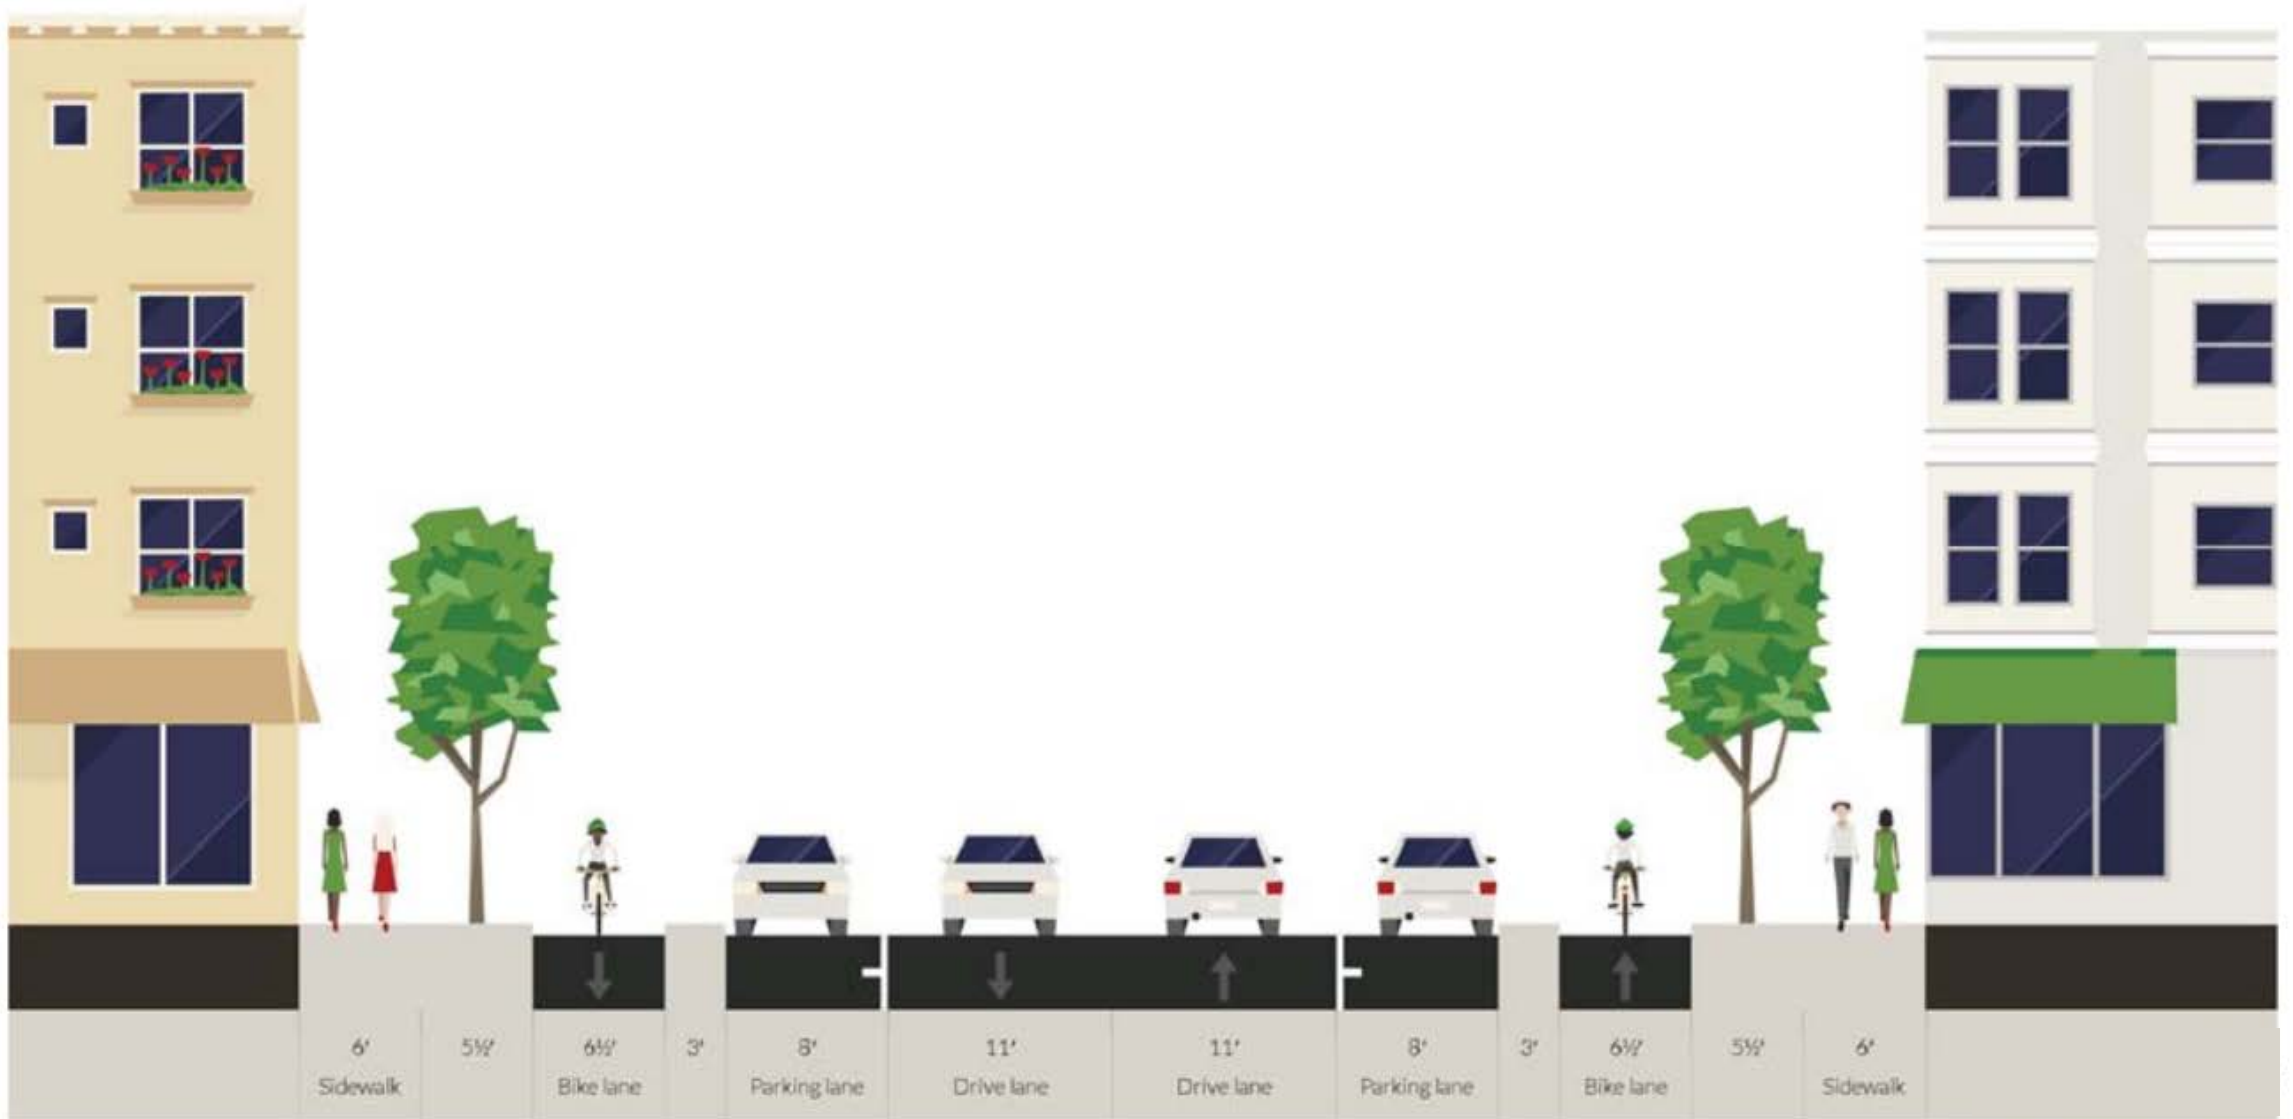 6' 5½' 6½' 3' 8' 11' 11' 8' 3' 6½' 5½' 6'
Sidewalk Bike lane Parking lane Drive lane Drive lane Parking lane Bike lane Sidewalk